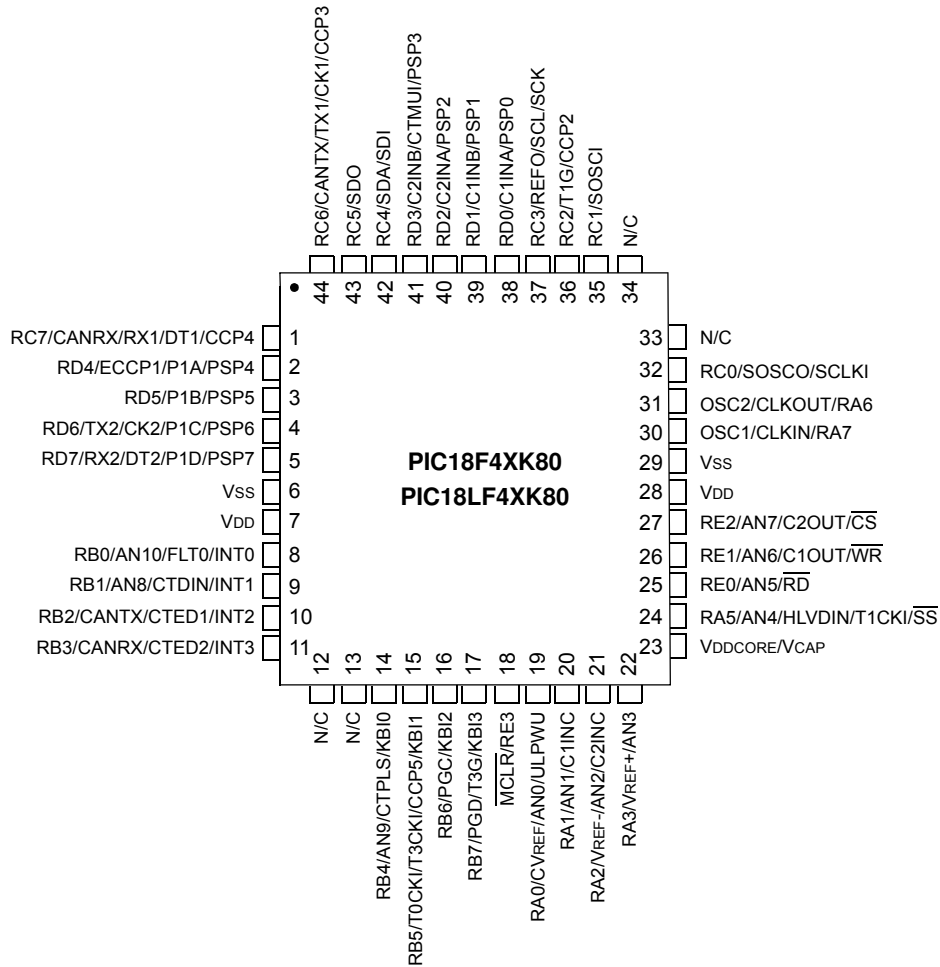 RC6/CANTX/TX1/CK1/CCP3
RC5/SDO
RC4/SDA/SDI
RD3/C2INB/CTMUI/PSP3
RD2/C2INA/PSP2
RD1/C1INB/PSP1
RD0/C1INA/PSP0
RC3/REFO/SCL/SCK
RC2/T1G/CCP2
RC1/SOSCI
N/C
44
43
42
41
40
39
38
37
36
35
34
RC7/CANRX/RX1/DT1/CCP4 1
RD4/ECCP1/P1A/PSP4 2
RD5/P1B/PSP5 3
RD6/TX2/CK2/P1C/PSP6 4
RD7/RX2/DT2/P1D/PSP7 5
VSS 6
VDD 7
RB0/AN10/FLT0/INT0 8
RB1/AN8/CTDIN/INT1 9
RB2/CANTX/CTED1/INT2 10
RB3/CANRX/CTED2/INT3 11
PIC18F4XK80
PIC18LF4XK80
33 N/C
32 RC0/SOSCO/SCLKI
31 OSC2/CLKOUT/RA6
30 OSC1/CLKIN/RA7
29 VSS
28 VDD
27 RE2/AN7/C2OUT/CS
26 RE1/AN6/C1OUT/WR
25 RE0/AN5/RD
24 RA5/AN4/HLVDIN/T1CKI/SS
23 VDDCORE/VCAP
12
13
14
15
16
17
18
19
20
21
22
N/C
N/C
RB4/AN9/CTPLS/KBI0
RB5/T0CKI/T3CKI/CCP5/KBI1
RB6/PGC/KBI2
RB7/PGD/T3G/KBI3
MCLR/RE3
RA0/CVREF/AN0/ULPWU
RA1/AN1/C1INC
RA2/VREF-/AN2/C2INC
RA3/VREF+/AN3